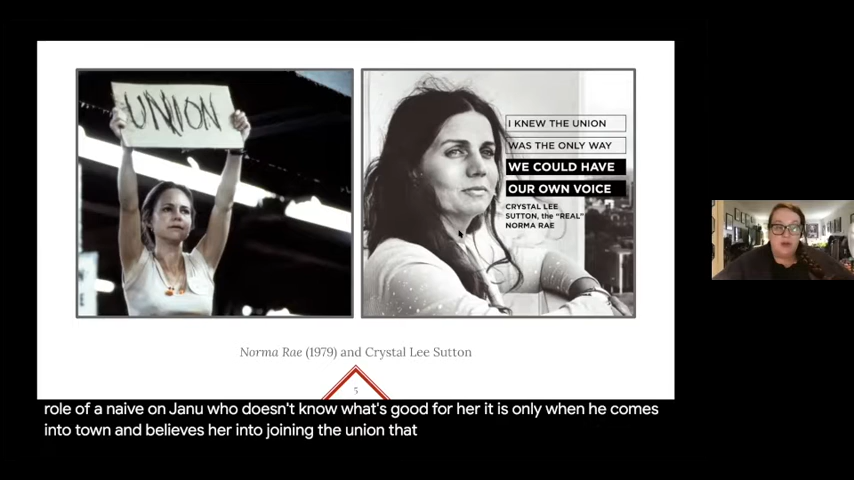 UNION
I KNEW THE UNION
WAS THE ONLY WAY
WE COULD HAVE
OUR OWN VOICE
CRYSTAL LEE
SUTTON, the "REAL"
NORMA RAE
Norma Rae (1979) and Crystal Lee Sutton
5
role of a naive on Janu who doesn't know what's good for her it is only when he comes
into town and believes her into joining the union that